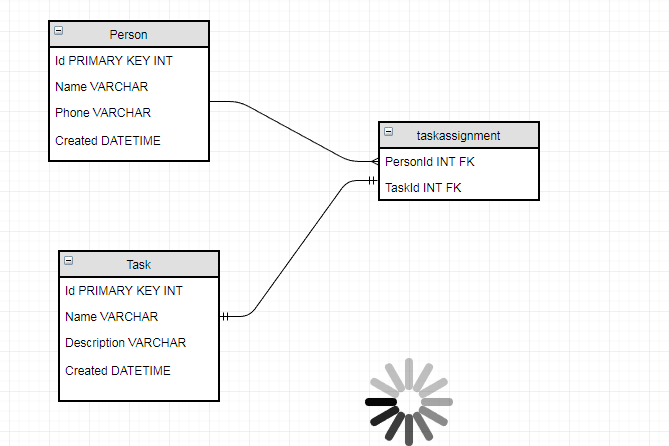 Person
Id PRIMARY KEY INT
Name VARCHAR
Phone VARCHAR
Created DATETIME
taskassignment
PersonId INT FK
TaskId INT FK
Task
Id PRIMARY KEY INT
Name VARCHAR
Description VARCHAR
Created DATETIME